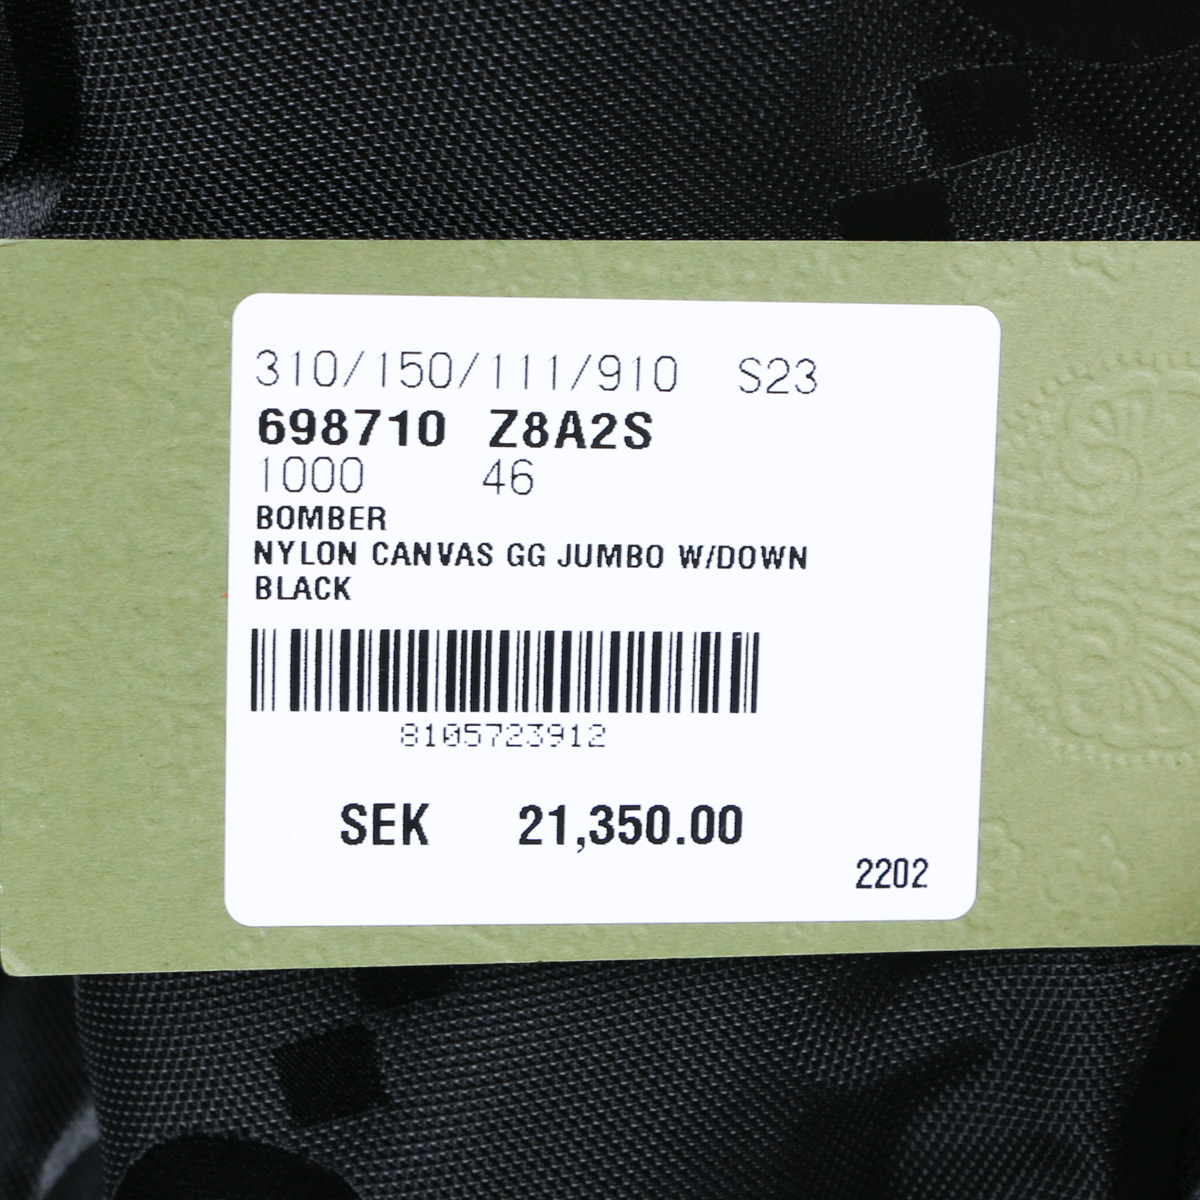 310/150/111/910 S23
698710 Z8A2S
1000 46
BOMBER
NYLON CANVAS GG JUMBO W/DOWN
BLACK
8105723912
SEK 21,350.00
2202